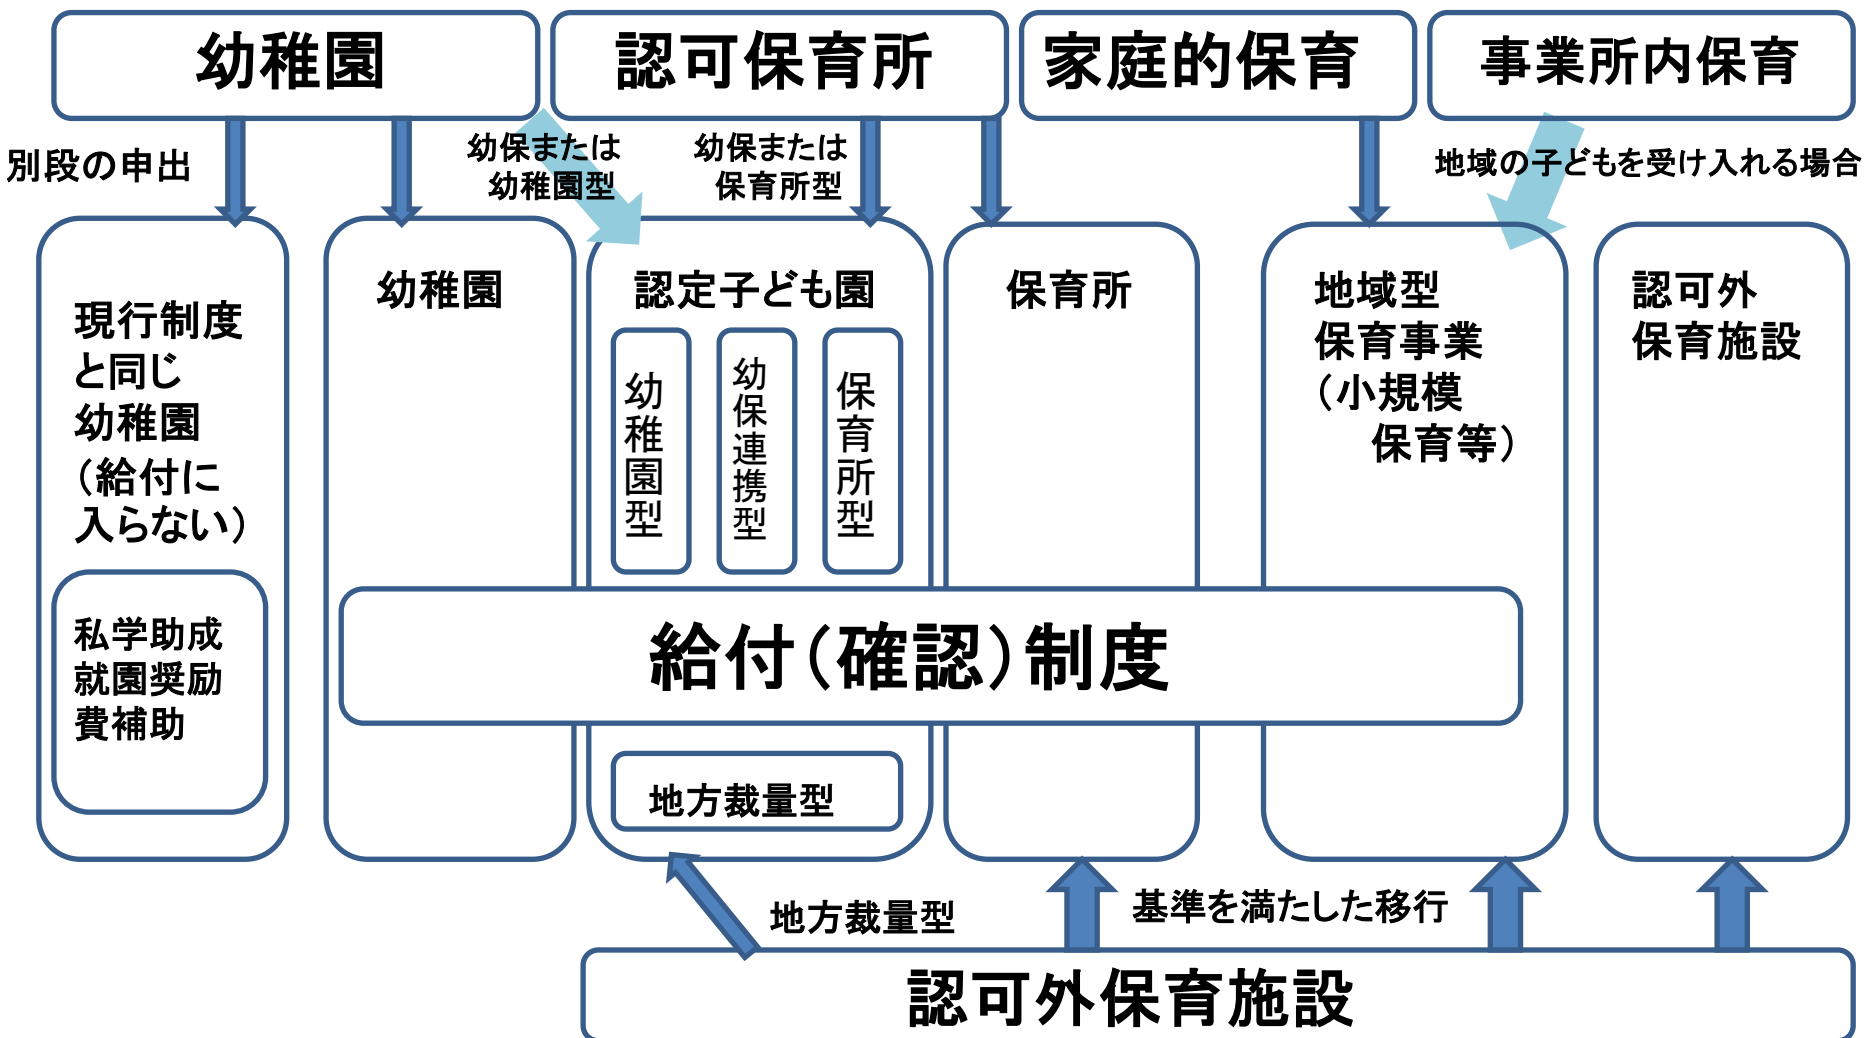 幼稚園
認可保育所
家庭的保育
事業所内保育
別段の申出
幼保または
幼稚園型
幼保または
保育所型
地域の子どもを受け入れる場合
現行制度
と同じ
幼稚園
（給付に
入らない）
私学助成
就園奨励
費補助
幼稚園
認定子ども園
幼稚園型
幼保連携型
保育所型
保育所
地域型
保育事業
（小規模
保育等）
認可外
保育施設
給付（確認）制度
地方裁量型
地方裁量型
基準を満たした移行
認可外保育施設